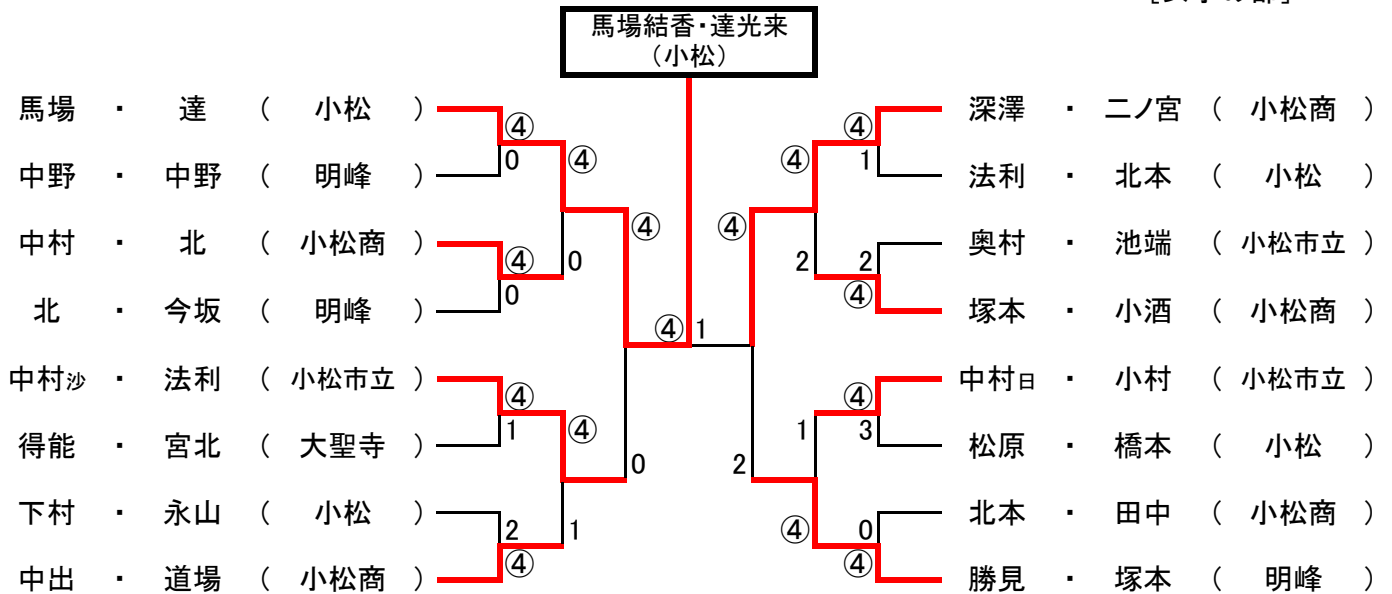 馬場結香・達光来
(小松)
馬場 ・ 達 ( 小松 )
④
0
中野 ・ 中野 ( 明峰 )
④
中村 ・ 北 ( 小松商 )
④
0
北 ・ 今坂 ( 明峰 )
0
④
中村沙 ・ 法利 ( 小松市立 )
④
1
得能 ・ 宮北 ( 大聖寺 )
④
下村 ・ 永山 ( 小松 )
2
④
中出 ・ 道場 ( 小松商 )
1
0
④
1
深澤 ・ 二ノ宮 ( 小松商 )
④
1
法利 ・ 北本 ( 小松 )
④
奥村 ・ 池端 ( 小松市立 )
2
④
塚本 ・ 小酒 ( 小松商 )
2
④
中村日 ・ 小村 ( 小松市立 )
④
3
松原 ・ 橋本 ( 小松 )
1
北本 ・ 田中 ( 小松商 )
0
④
勝見 ・ 塚本 ( 明峰 )
④
2